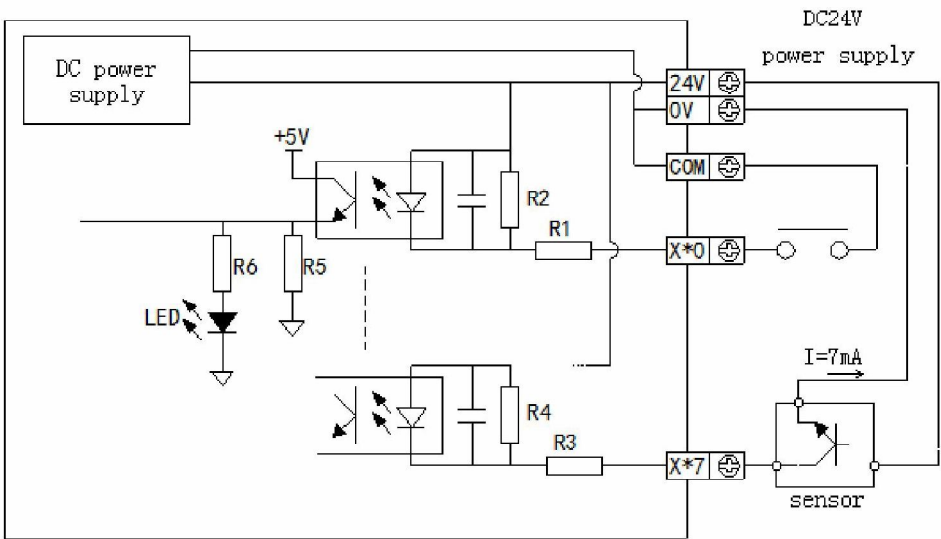 DC24V
power supply
DC power
supply
24V
0V
+5V
COM
R2
R1
X*0
R6
R5
LED
I=7mA
R4
R3
X*7
sensor